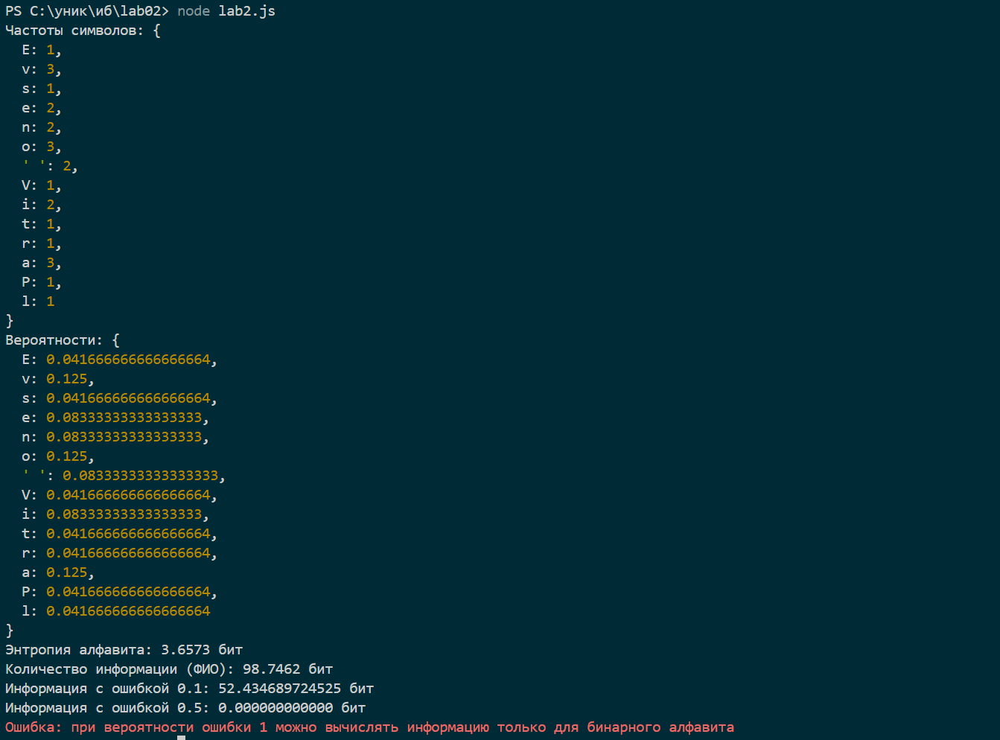 PS C:\уник\иб\lab02> node lab2.js
Частоты символов: {
  E: 1,
  v: 3,
  s: 1,
  e: 2,
  n: 2,
  o: 3,
  ' ': 2,
  V: 1,
  i: 2,
  t: 1,
  r: 1,
  a: 3,
  P: 1,
  l: 1
}
Вероятности: {
  E: 0.041666666666666664,
  v: 0.125,
  s: 0.041666666666666664,
  e: 0.08333333333333333,
  n: 0.08333333333333333,
  o: 0.125,
  ' ': 0.08333333333333333,
  V: 0.041666666666666664,
  i: 0.08333333333333333,
  t: 0.041666666666666664,
  r: 0.041666666666666664,
  a: 0.125,
  P: 0.041666666666666664,
  l: 0.041666666666666664
}
Энтропия алфавита: 3.6573 бит
Количество информации (ФИО): 98.7462 бит
Информация с ошибкой 0.1: 52.434689724525 бит
Информация с ошибкой 0.5: 0.000000000000 бит
Ошибка: при вероятности ошибки 1 можно вычислять информацию только для бинарного алфавита